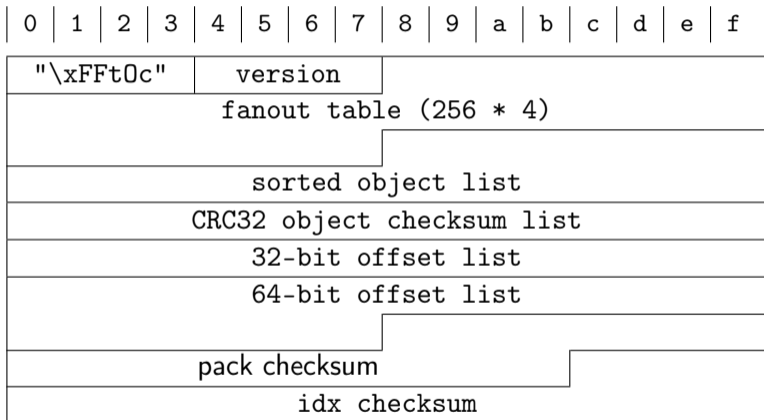 0 1 2 3 4 5 6 7 8 9 a b c d e f
"\xFFtOc" version
fanout table (256 * 4)
sorted object list
CRC32 object checksum list
32-bit offset list
64-bit offset list
pack checksum
idx checksum